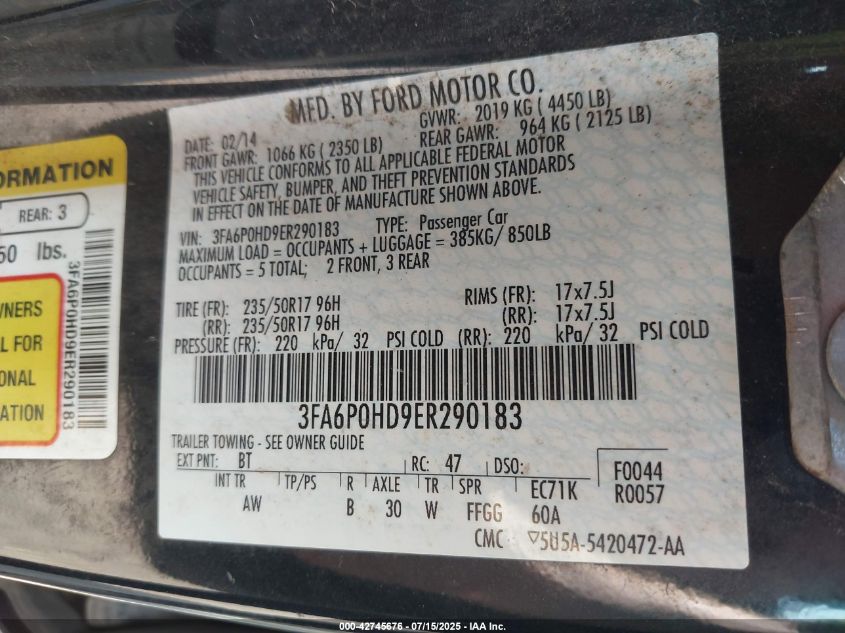 MFD. BY FORD MOTOR CO.
DATE: 02/14
GVWR: 2019 KG ( 4450 LB)
FRONT GAWR: 1066 KG ( 2350 LB)
REAR GAWR: 964 KG ( 2125 LB)
THIS VEHICLE CONFORMS TO ALL APPLICABLE FEDERAL MOTOR
VEHICLE SAFETY, BUMPER, AND THEFT PREVENTION STANDARDS
IN EFFECT ON THE DATE OF MANUFACTURE SHOWN ABOVE.
VIN: 3FA6P0HD9ER290183 TYPE: Passenger Car
MAXIMUM LOAD = OCCUPANTS + LUGGAGE = 385KG/ 850LB
OCCUPANTS = 5 TOTAL; 2 FRONT, 3 REAR
TIRE (FR): 235/50R17 96H RIMS (FR): 17x7.5J
(RR): 235/50R17 96H (RR): 17x7.5J
PRESSURE (FR): 220 kPa/ 32 PSI COLD (RR): 220 kPa/ 32 PSI COLD
3FA6P0HD9ER290183
TRAILER TOWING - SEE OWNER GUIDE
EXT PNT: BT RC: 47 DSO: F0044
INT TR TP/PS R AXLE TR SPR EC71K R0057
AW B 30 W FFGG 60A
CMC ▽5U5A-5420472-AA
ORMATION
REAR: 3
50 lbs.
3FA6P0HD9ER290183
WNERS
L FOR
ONAL
ATION
000-42745676 - 07/15/2025 - IAA Inc.